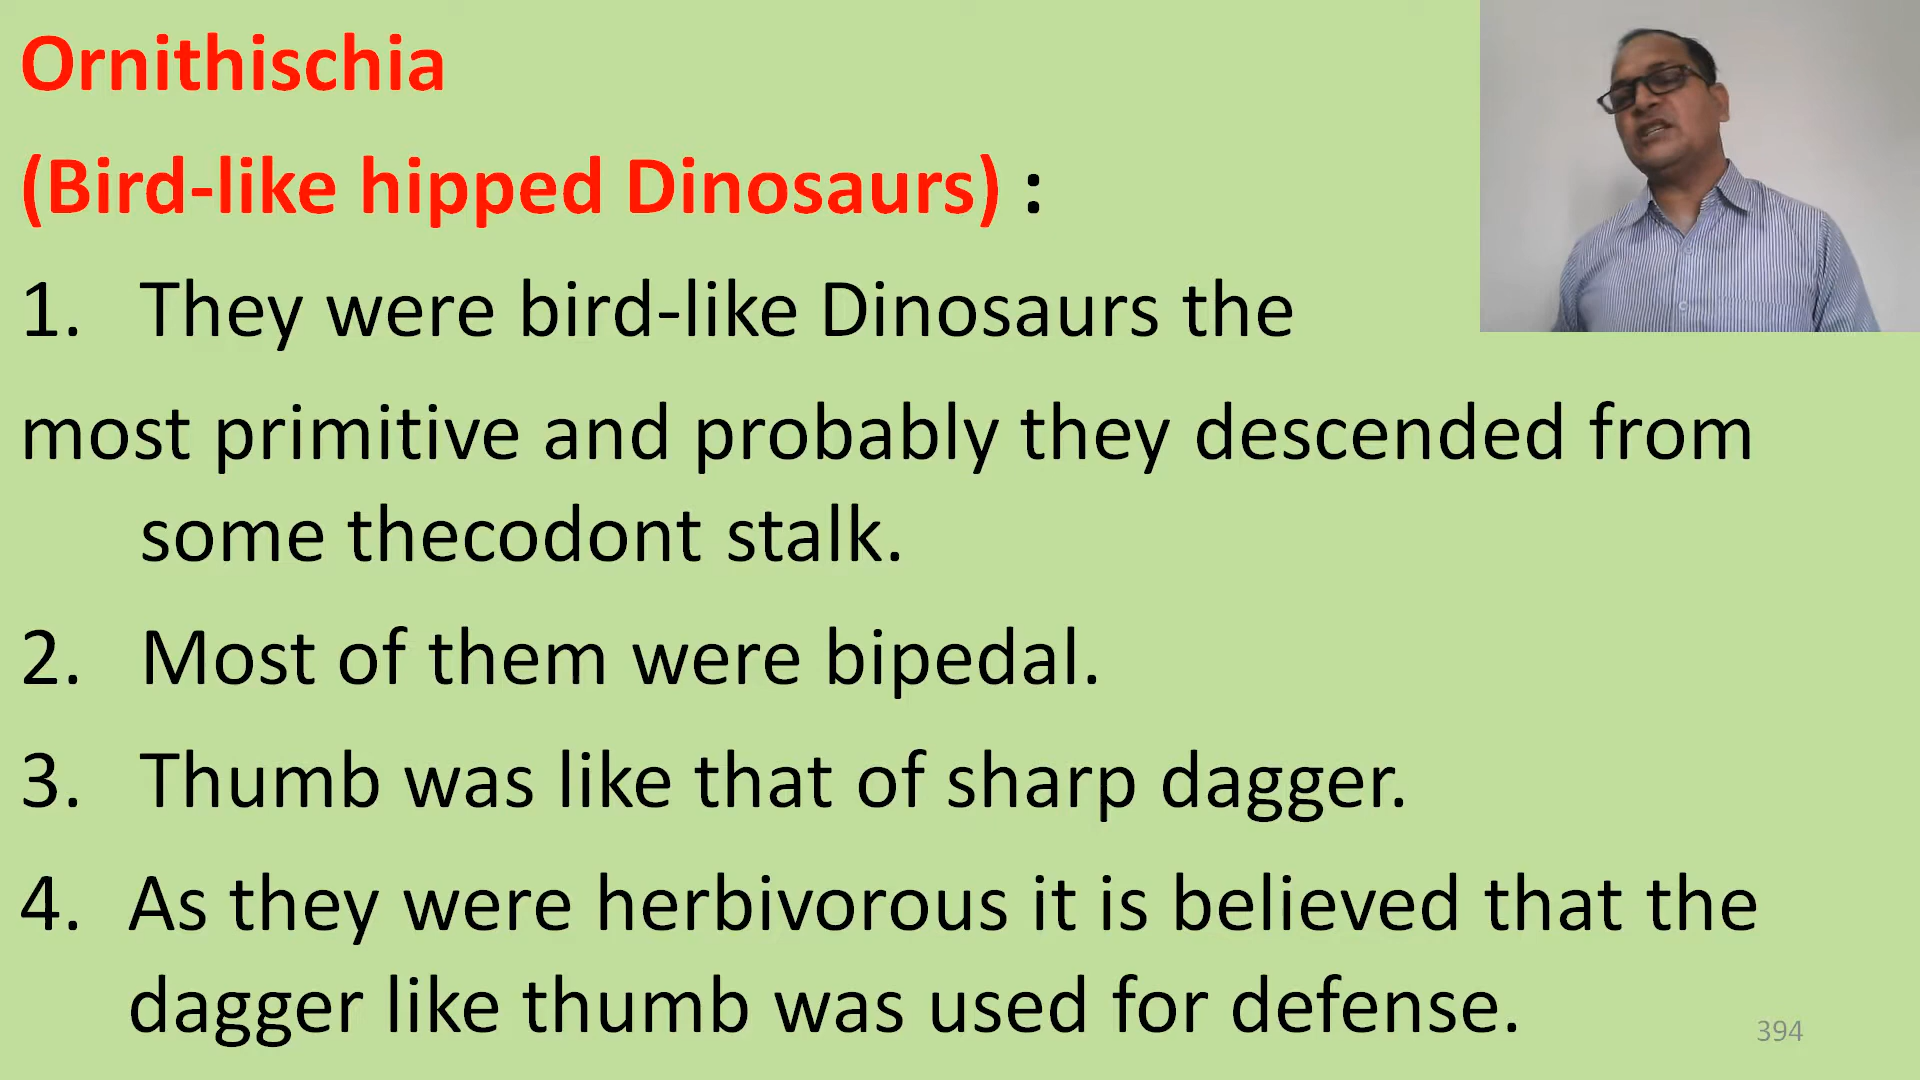 Ornithischia
(Bird-like hipped Dinosaurs) :
1. They were bird-like Dinosaurs the
most primitive and probably they descended from
some thecodont stalk.
2. Most of them were bipedal.
3. Thumb was like that of sharp dagger.
4. As they were herbivorous it is believed that the
dagger like thumb was used for defense.
394